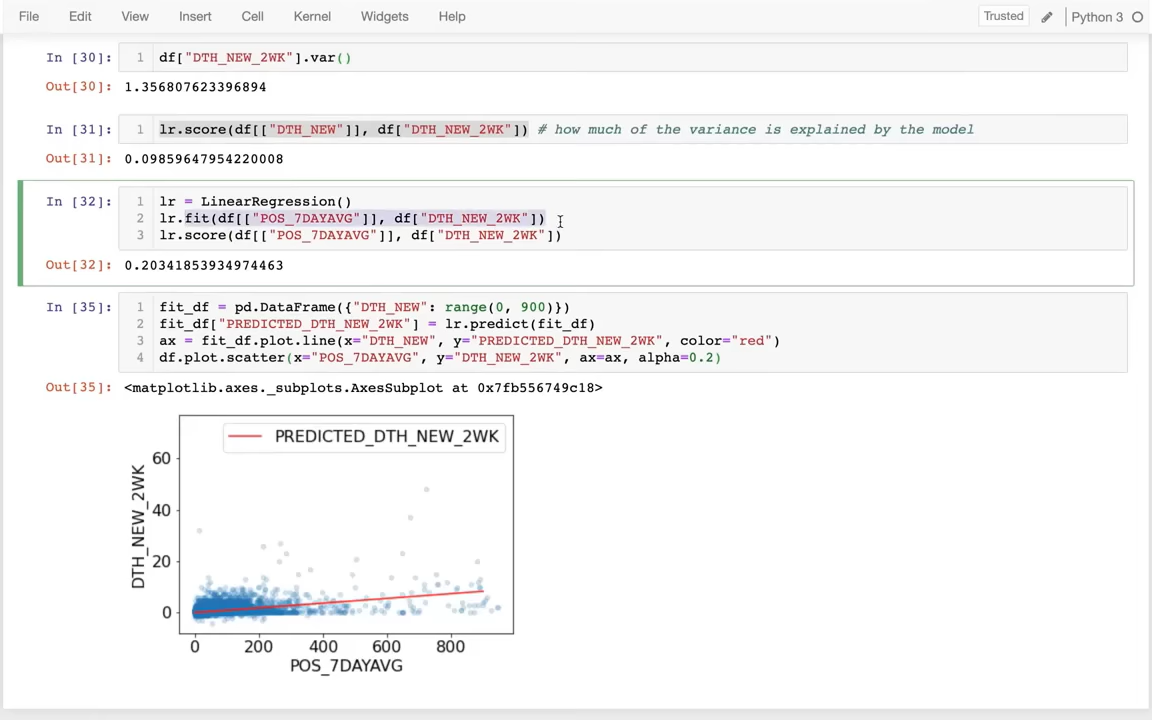 File Edit View Insert Cell Kernel Widgets Help Trusted Python 3
In [30]: 1 df["DTH_NEW_2WK"].var()
Out[30]: 1.356807623396894
In [31]: 1 lr.score(df[["DTH_NEW"]], df["DTH_NEW_2WK"]) # how much of the variance is explained by the model
Out[31]: 0.09859647954220008
In [32]: 1 lr = LinearRegression()
2 lr.fit(df[["POS_7DAYAVG"]], df["DTH_NEW_2WK"])
3 lr.score(df[["POS_7DAYAVG"]], df["DTH_NEW_2WK"])
Out[32]: 0.20341853934974463
In [35]: 1 fit_df = pd.DataFrame({"DTH_NEW": range(0, 900)})
2 fit_df["PREDICTED_DTH_NEW_2WK"] = lr.predict(fit_df)
3 ax = fit_df.plot.line(x="DTH_NEW", y="PREDICTED_DTH_NEW_2WK", color="red")
4 df.plot.scatter(x="POS_7DAYAVG", y="DTH_NEW_2WK", ax=ax, alpha=0.2)
Out[35]: <matplotlib.axes._subplots.AxesSubplot at 0x7fb556749c18>
PREDICTED_DTH_NEW_2WK
60
40
20
0
DTH_NEW_2WK
0 200 400 600 800
POS_7DAYAVG